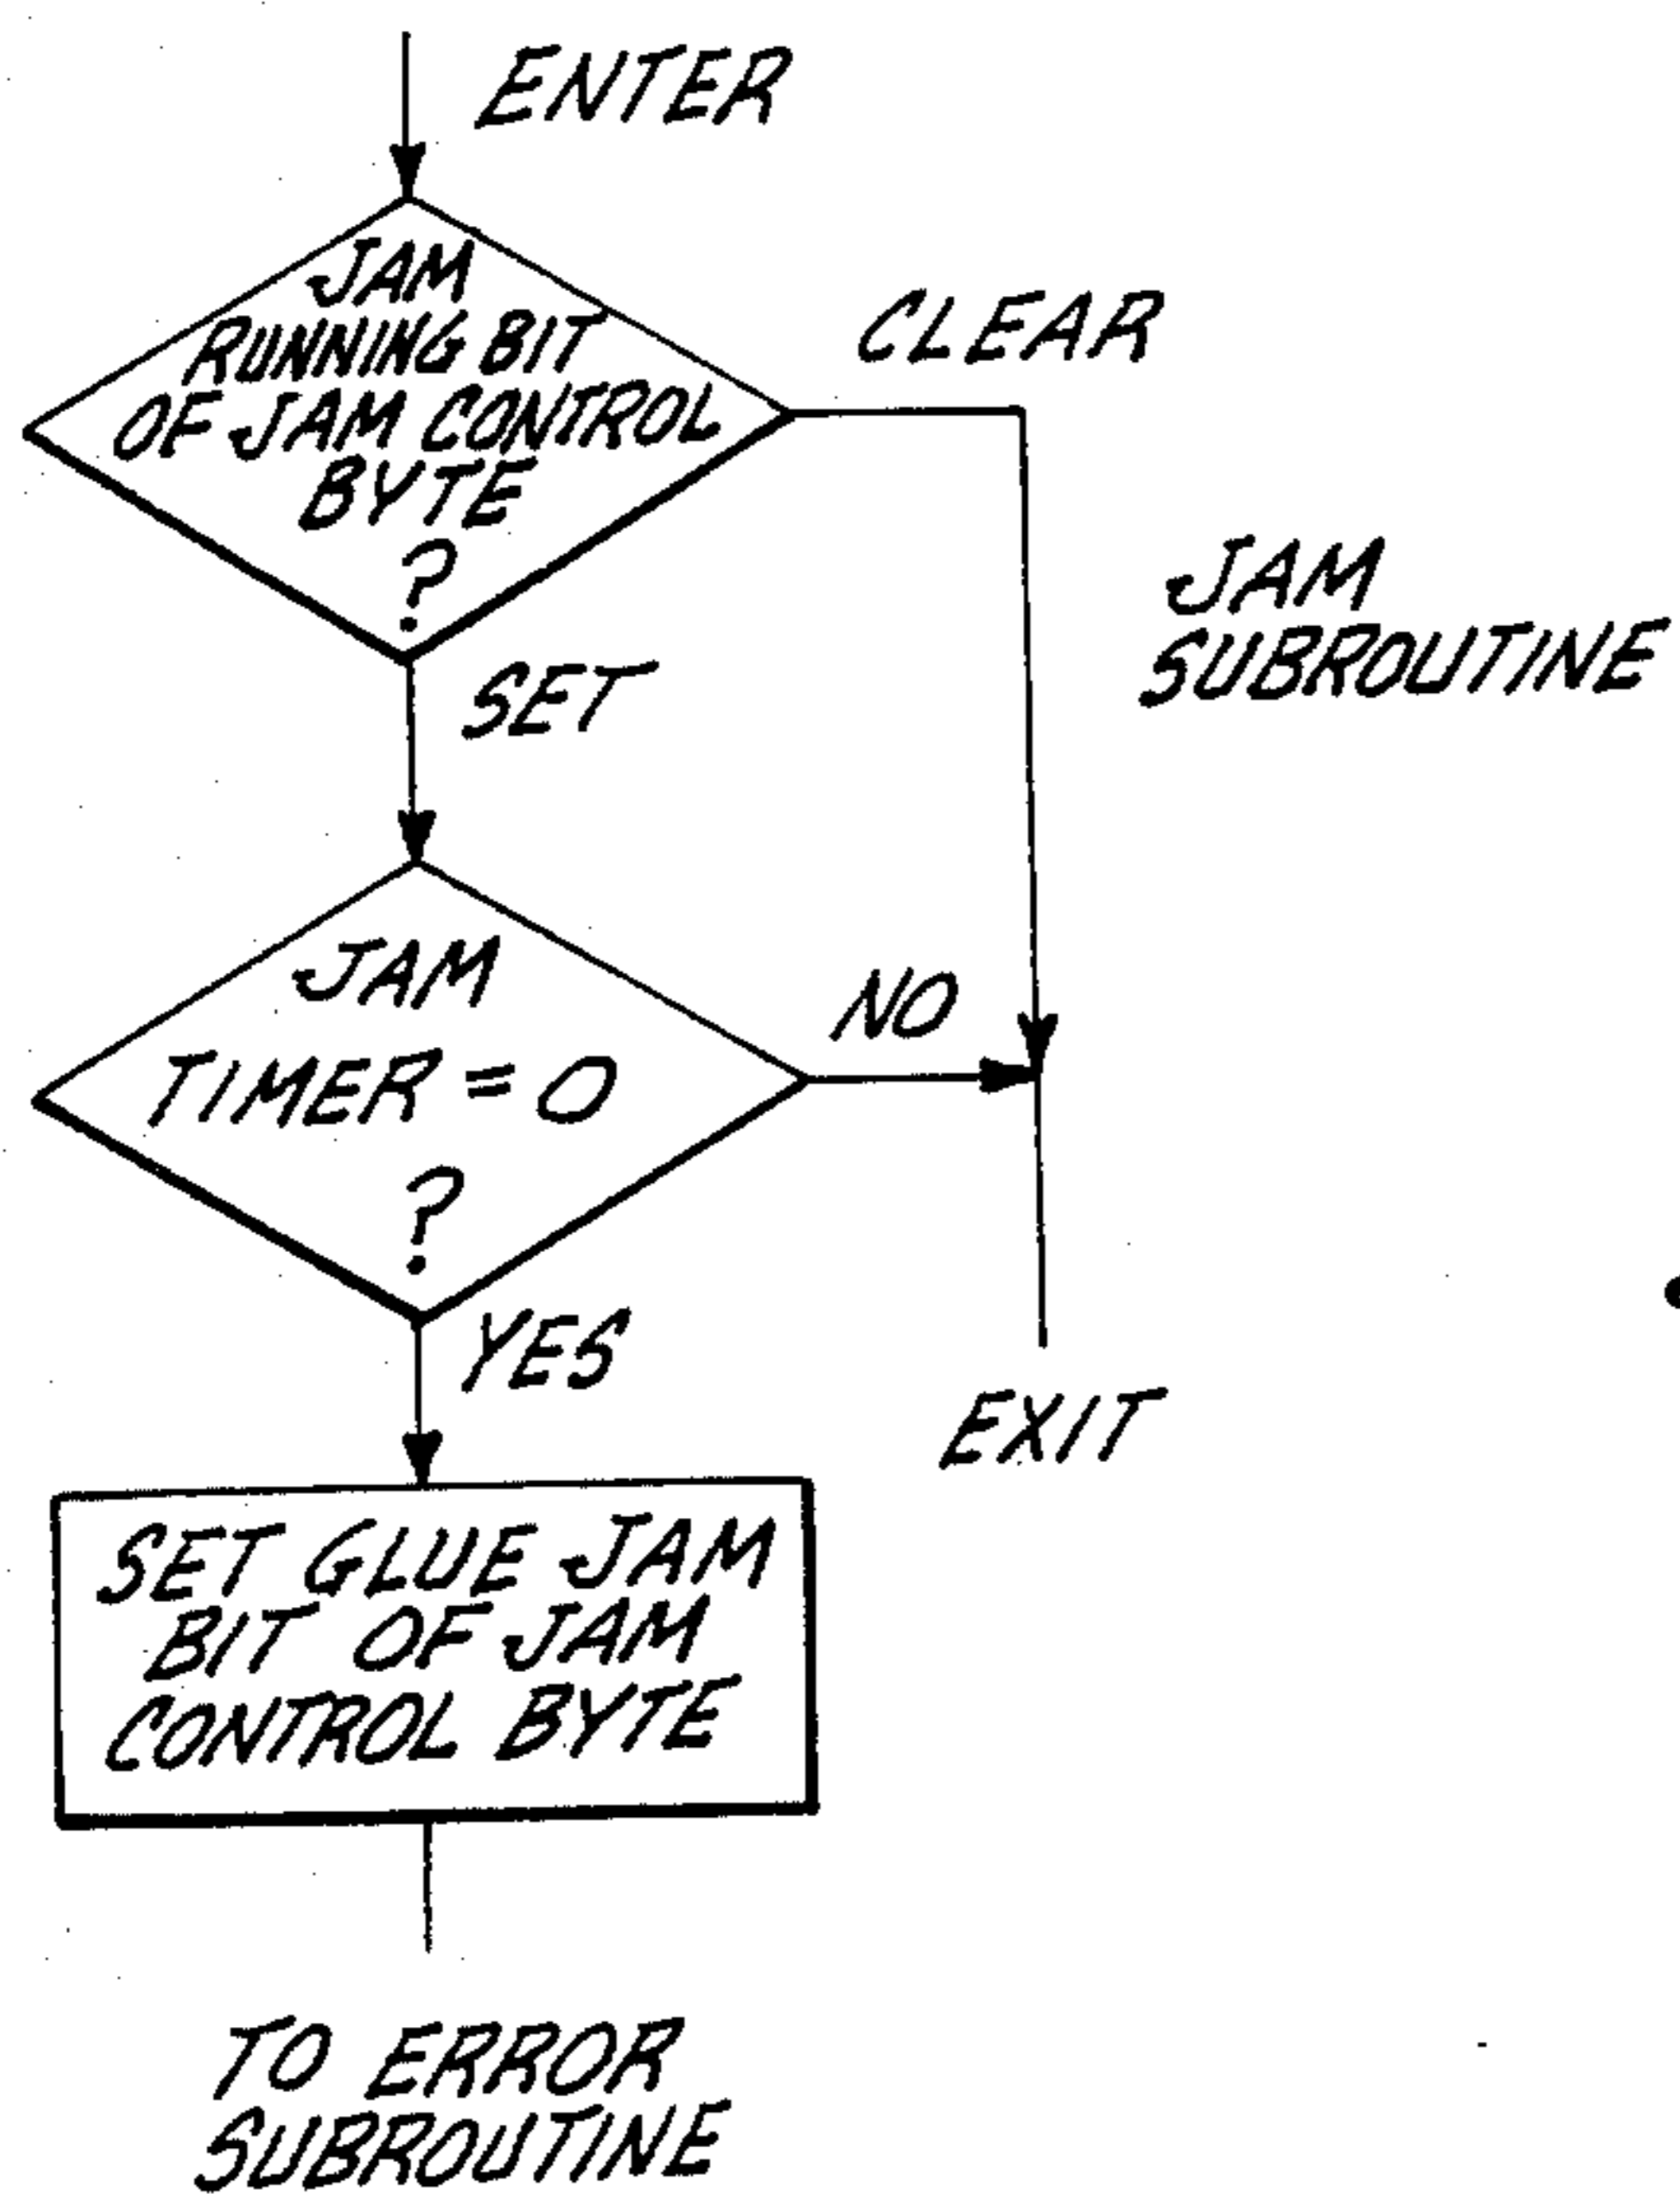 ENTER
JAM
RUNNING BIT
OF JAM CONTROL
BYTE
?
CLEAR
SET
JAM
SUBROUTINE
JAM
TIMER = 0
?
NO
YES
EXIT
SET GLUE JAM
BIT OF JAM
CONTROL BYTE
TO ERROR
SUBROUTINE